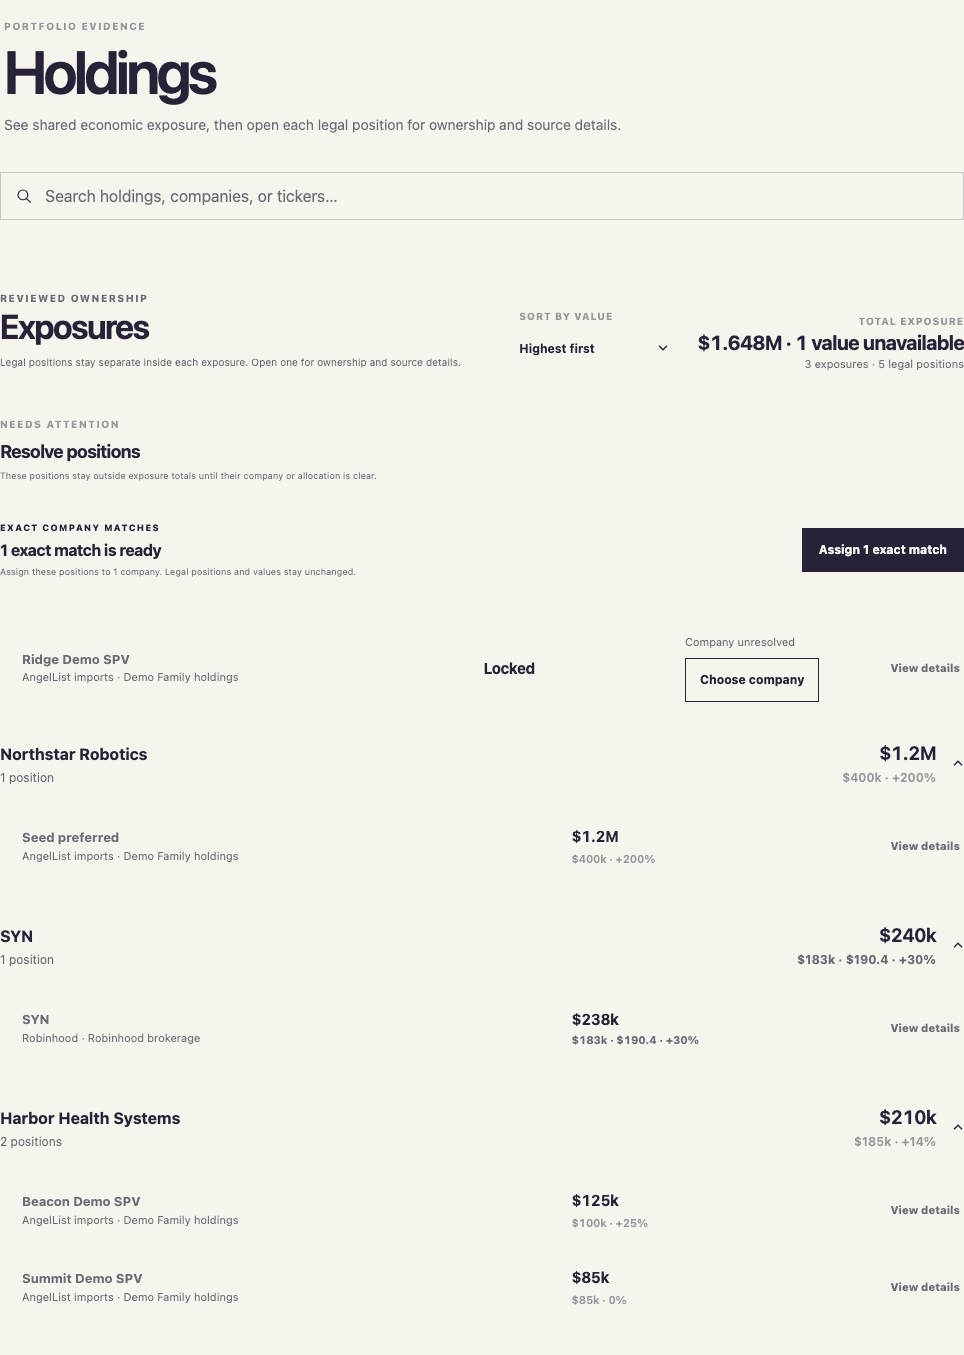 PORTFOLIO EVIDENCE
Holdings
See shared economic exposure, then open each legal position for ownership and source details.
Search holdings, companies, or tickers...
REVIEWED OWNERSHIP
Exposures
Legal positions stay separate inside each exposure. Open one for ownership and source details.
SORT BY VALUE
Highest first
TOTAL EXPOSURE
$1.648M · 1 value unavailable
3 exposures · 5 legal positions
NEEDS ATTENTION
Resolve positions
These positions stay outside exposure totals until their company or allocation is clear.
EXACT COMPANY MATCHES
1 exact match is ready
Assign these positions to 1 company. Legal positions and values stay unchanged.
Assign 1 exact match
Ridge Demo SPV
AngelList imports · Demo Family holdings
Locked
Company unresolved
Choose company
View details
Northstar Robotics
1 position
$1.2M
$400k · +200%
Seed preferred
AngelList imports · Demo Family holdings
$1.2M
$400k · +200%
View details
SYN
1 position
$240k
$183k · $190.4 · +30%
SYN
Robinhood · Robinhood brokerage
$238k
$183k · $190.4 · +30%
View details
Harbor Health Systems
2 positions
$210k
$185k · +14%
Beacon Demo SPV
AngelList imports · Demo Family holdings
$125k
$100k · +25%
View details
Summit Demo SPV
AngelList imports · Demo Family holdings
$85k
$85k · 0%
View details